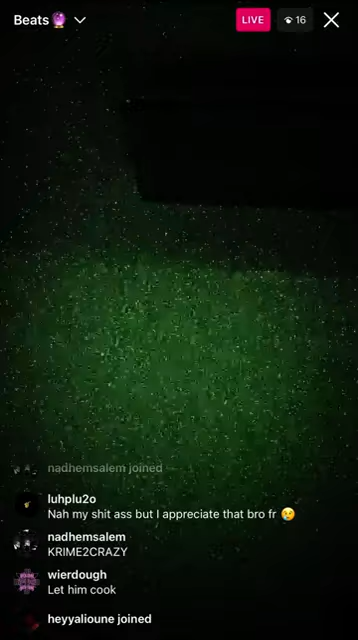 Beats🔮
LIVE
16
nadhemsalem joined
luhplu2o
Nah my shit ass but I appreciate that bro fr 😢
nadhemsalem
KRIME2CRAZY
wierdough
Let him cook
heyyalioune joined